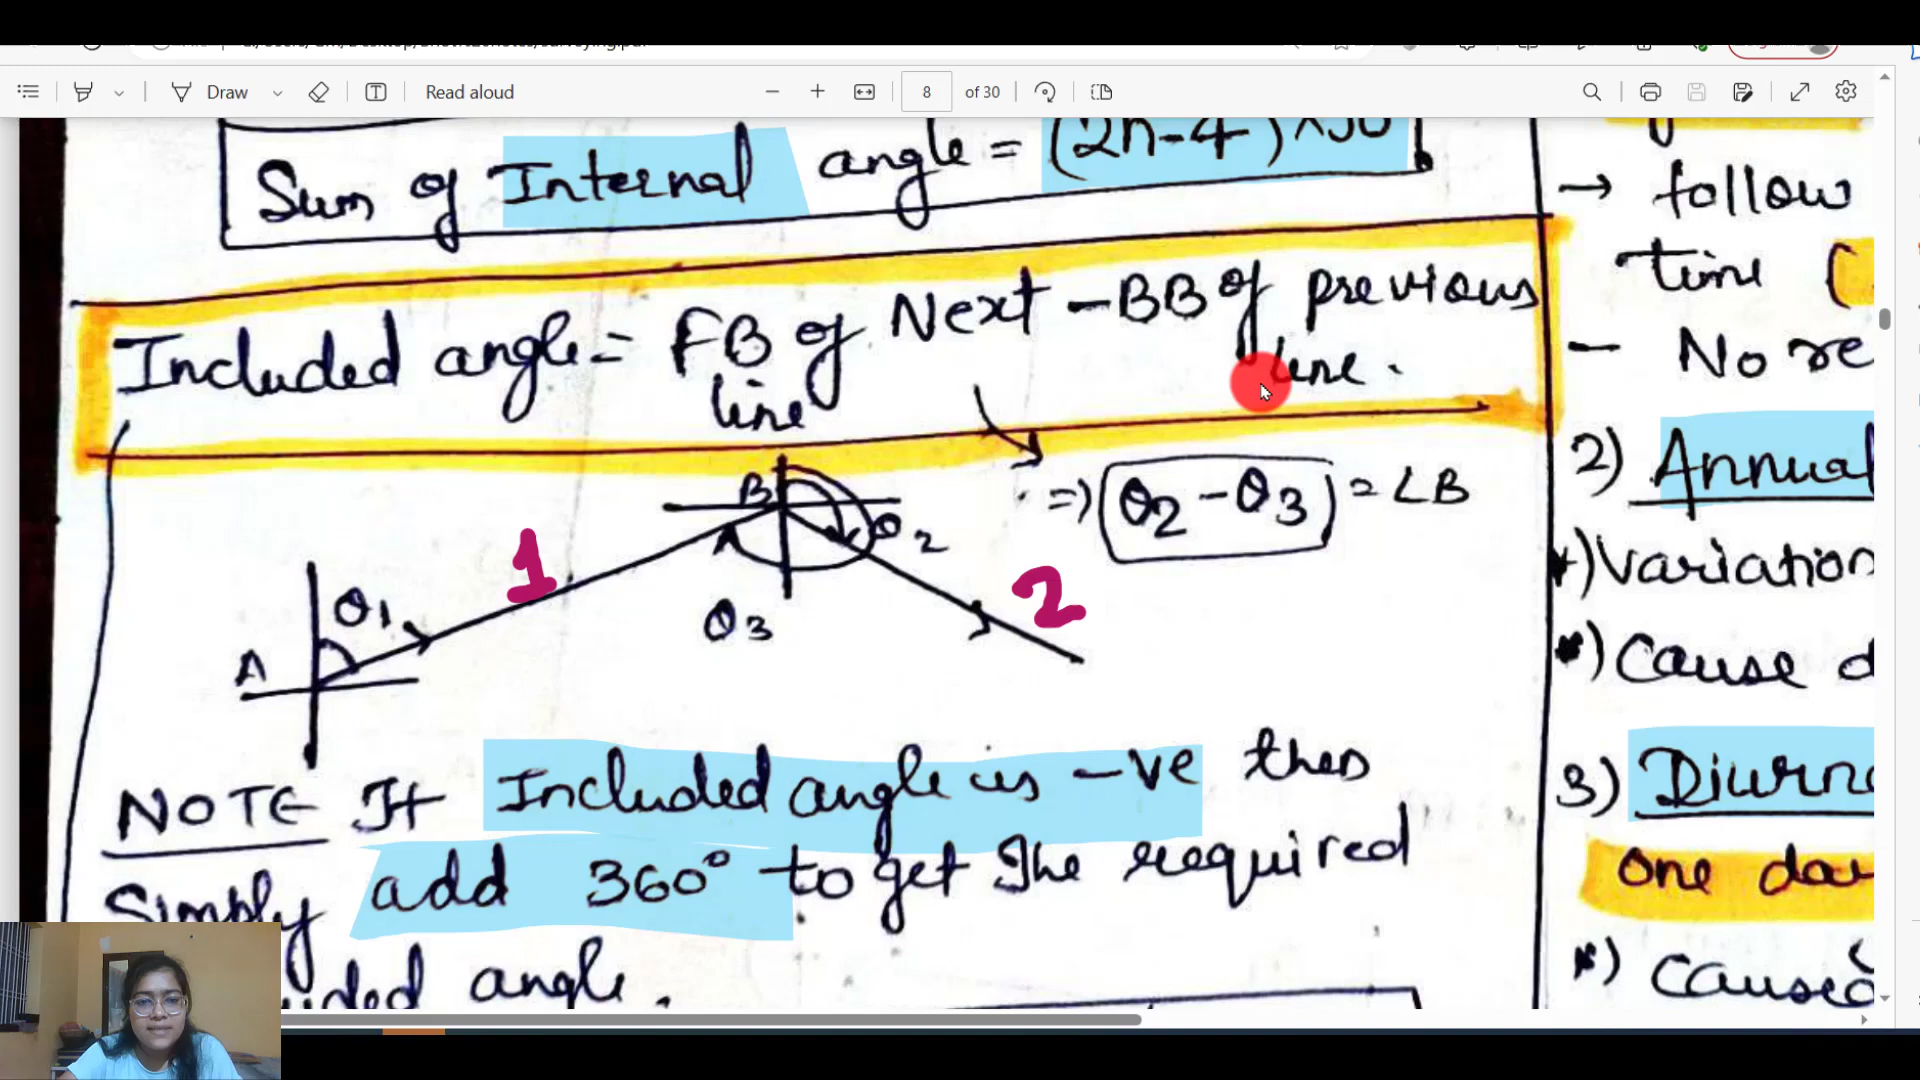 Draw
Read aloud
8 of 30
Sum of Internal angle = (2n-4)×90
Included angle = FB of Next line - BB of previous line.
B
θ2
⇒ (θ2 - θ3) = ∠B
1
2
θ1
θ3
A
NOTE If Included angle is -ve then
Simply add 360° to get the required
angle.
→ follow
time (
- No re
2) Annual
*) Variation
*) Cause d
3) Diurna
one da
*) Caused